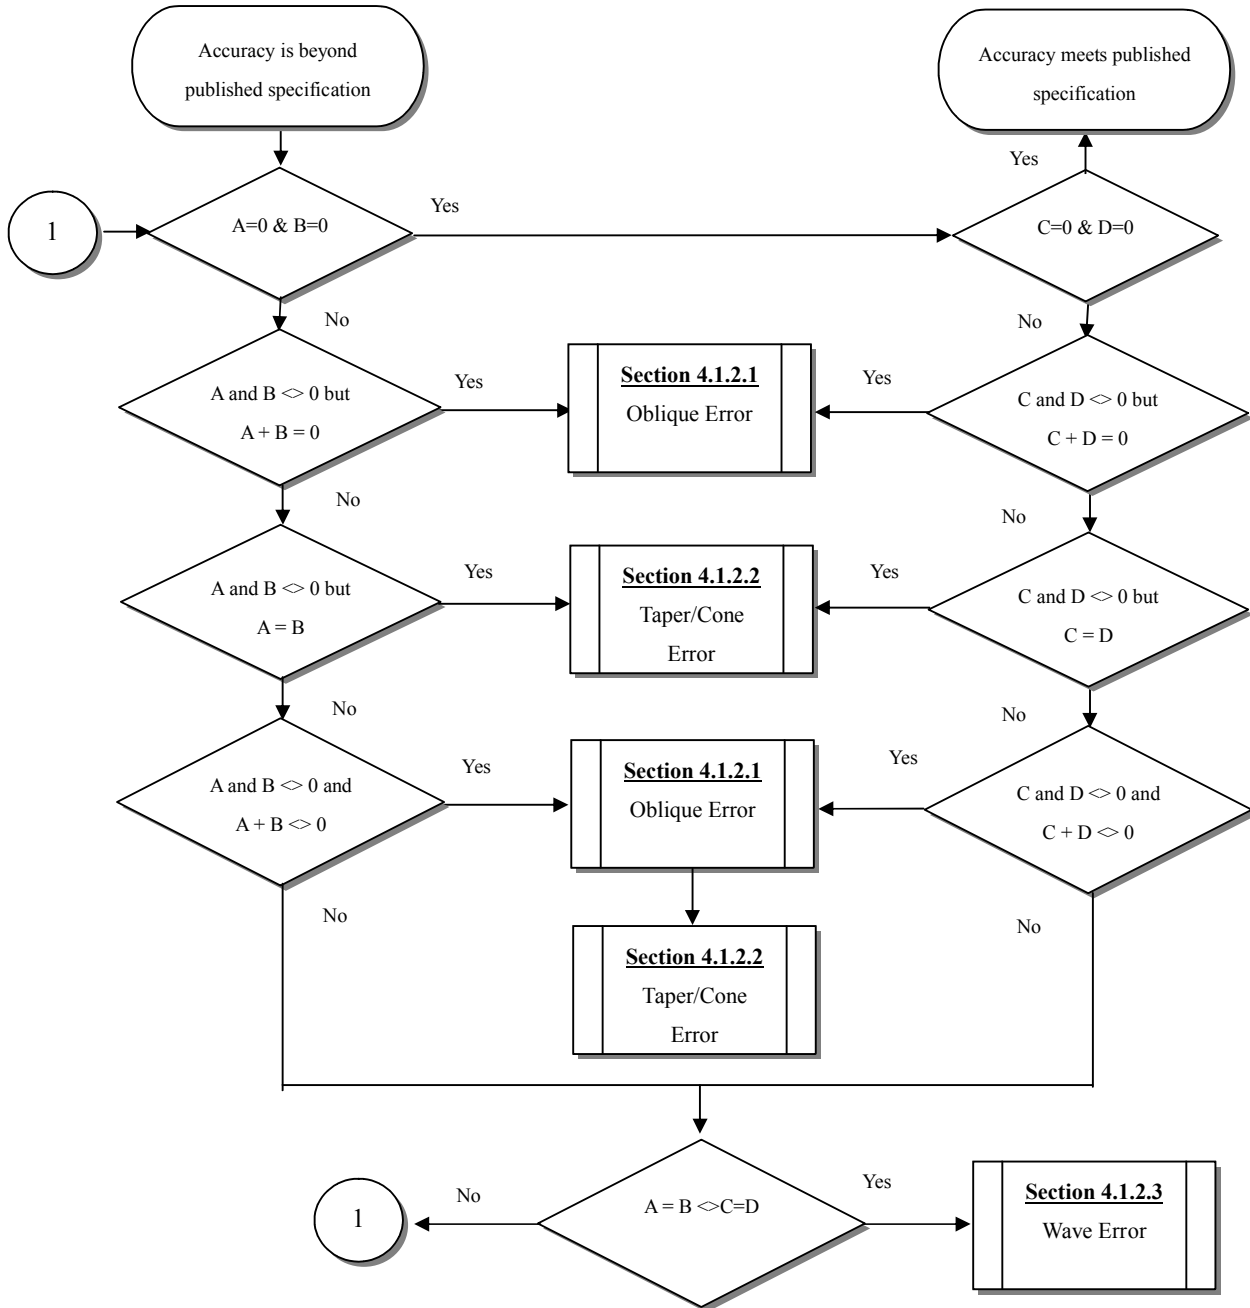 Accuracy is beyond
published specification
Accuracy meets published
specification
Yes
1
A=0 & B=0
Yes
C=0 & D=0
No
No
A and B <> 0 but
A + B = 0
Yes
Section 4.1.2.1
Oblique Error
Yes
C and D <> 0 but
C + D = 0
No
No
A and B <> 0 but
A = B
Yes
Section 4.1.2.2
Taper/Cone
Error
Yes
C and D <> 0 but
C = D
No
No
A and B <> 0 and
A + B <> 0
Yes
Section 4.1.2.1
Oblique Error
Yes
C and D <> 0 and
C + D <> 0
No
No
Section 4.1.2.2
Taper/Cone
Error
1
No
A = B <>C=D
Yes
Section 4.1.2.3
Wave Error